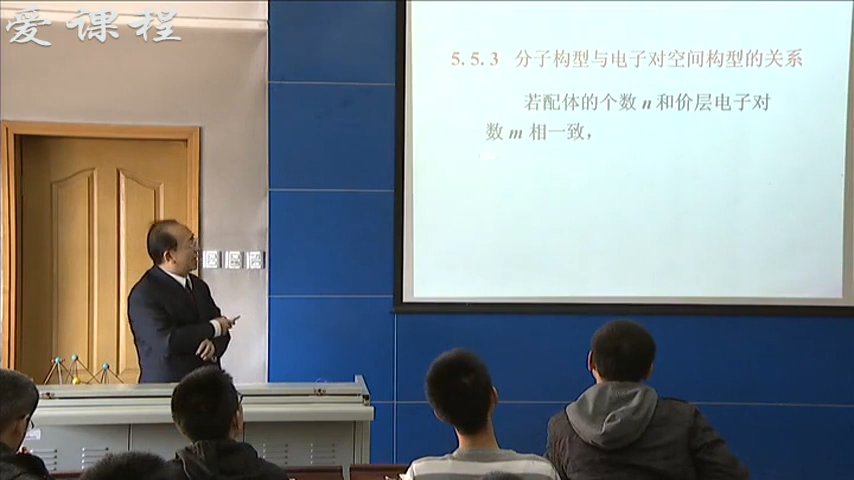 爱课程
5.5.3 分子构型与电子对空间构型的关系
若配体的个数 n 和价层电子对
数 m 相一致，